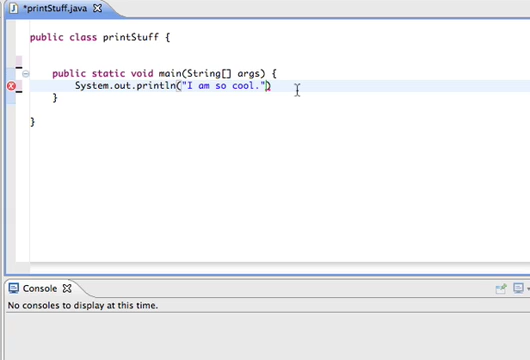 *printStuff.java
public class printStuff {
public static void main(String[] args) {
System.out.println("I am so cool.")
}
}
Console
No consoles to display at this time.